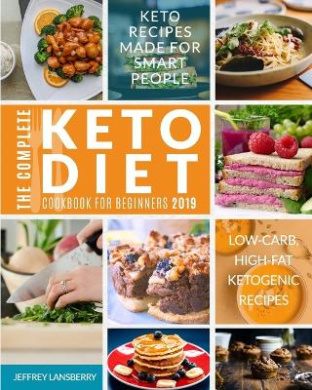 KETO
RECIPES
MADE FOR
SMART
PEOPLE
THE COMPLETE
KETO
DIET
COOKBOOK FOR BEGINNERS 2019
LOW-CARB,
HIGH-FAT
KETOGENIC
RECIPES
JEFFREY LANSBERRY